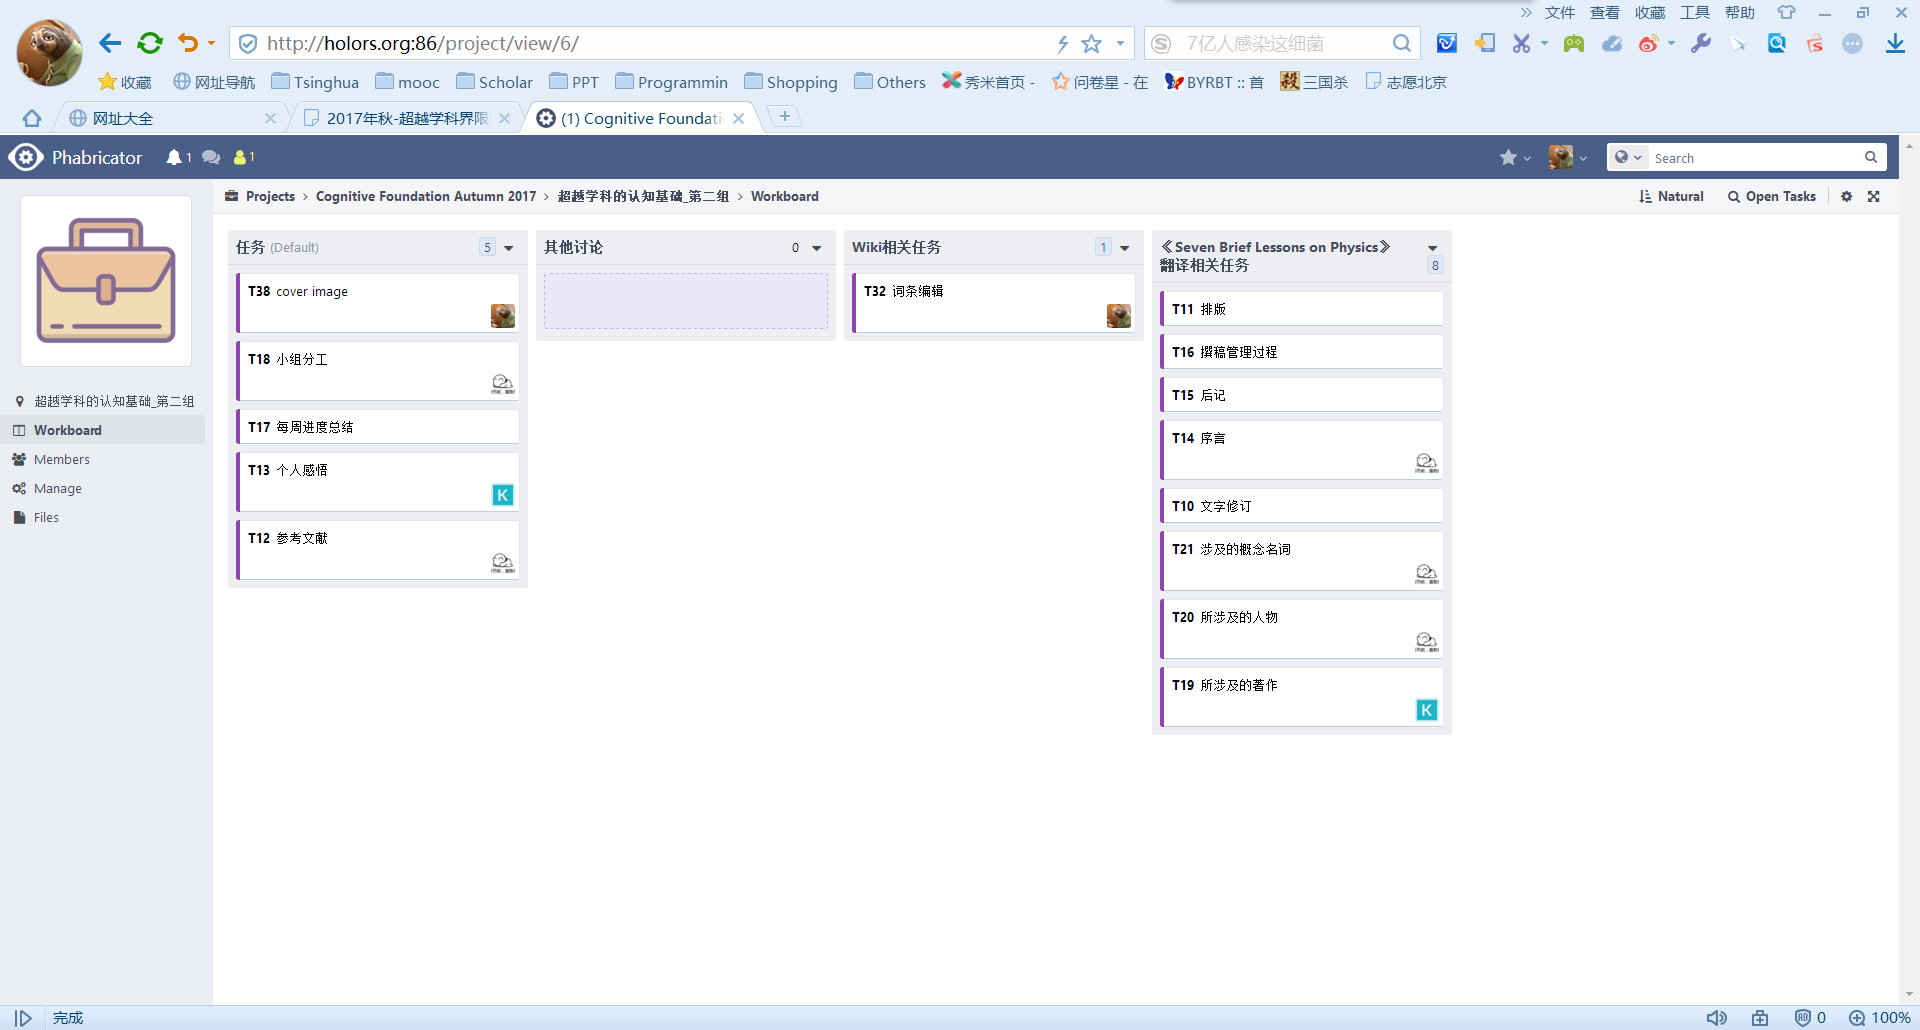 » 文件 查看 收藏 工具 帮助
http://holors.org:86/project/view/6/
7亿人感染这细菌
收藏 网址导航 Tsinghua mooc Scholar PPT Programmin Shopping Others 秀米首页 - 问卷星 - 在 BYRBT :: 首 三国杀 志愿北京
网址大全
2017年秋-超越学科界限
(1) Cognitive Foundati
Phabricator 1 1
Search
Projects › Cognitive Foundation Autumn 2017 › 超越学科的认知基础_第二组 › Workboard
Natural Open Tasks
超越学科的认知基础_第二组
Workboard
Members
Manage
Files
任务 (Default) 5
T38 cover image
T18 小组分工
T17 每周进度总结
T13 个人感悟
K
T12 参考文献
其他讨论 0
Wiki相关任务 1
T32 词条编辑
《Seven Brief Lessons on Physics》
翻译相关任务 8
T11 排版
T16 撰稿管理过程
T15 后记
T14 序言
T10 文字修订
T21 涉及的概念名词
T20 所涉及的人物
T19 所涉及的著作
K
完成
0 100%